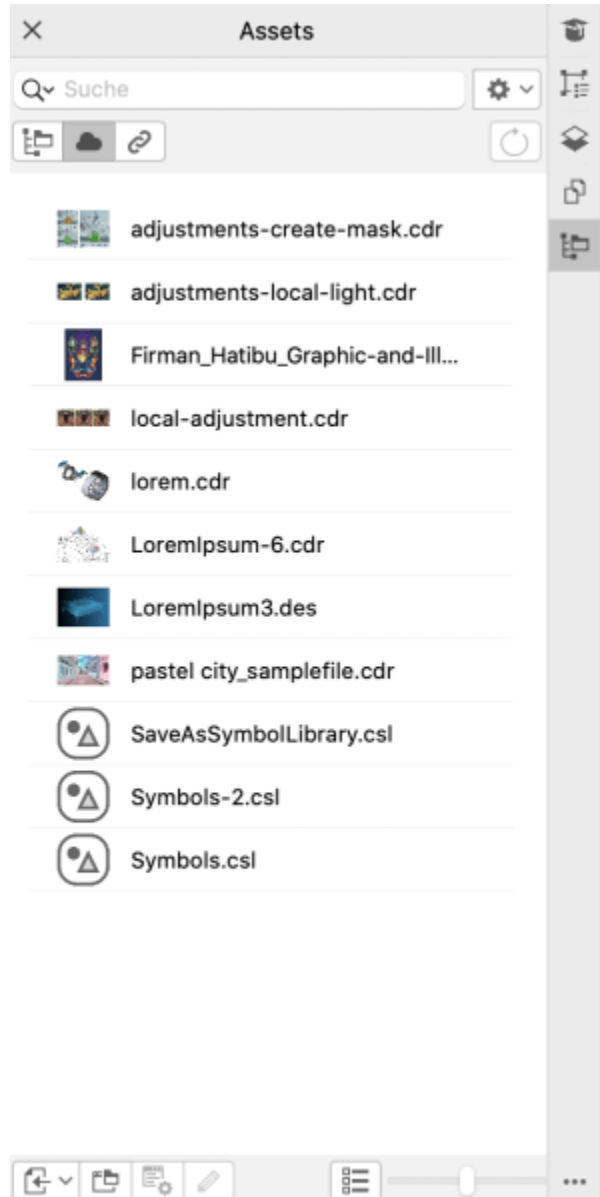 Assets
Suche
adjustments-create-mask.cdr
adjustments-local-light.cdr
Firman_Hatibu_Graphic-and-Ill...
local-adjustment.cdr
lorem.cdr
LoremIpsum-6.cdr
LoremIpsum3.des
pastel city_samplefile.cdr
SaveAsSymbolLibrary.csl
Symbols-2.csl
Symbols.csl